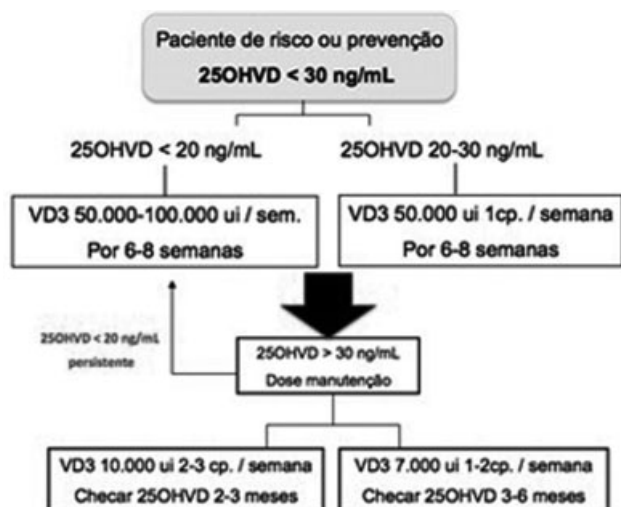 Paciente de risco ou prevenção
25OHVD < 30 ng/mL
25OHVD < 20 ng/mL
25OHVD 20-30 ng/mL
VD3 50.000-100.000 ui / sem.
Por 6-8 semanas
VD3 50.000 ui 1cp. / semana
Por 6-8 semanas
25OHVD < 20 ng/mL
persistente
25OHVD > 30 ng/mL
Dose manutenção
VD3 10.000 ui 2-3 cp. / semana
Checar 25OHVD 2-3 meses
VD3 7.000 ui 1-2cp. / semana
Checar 25OHVD 3-6 meses